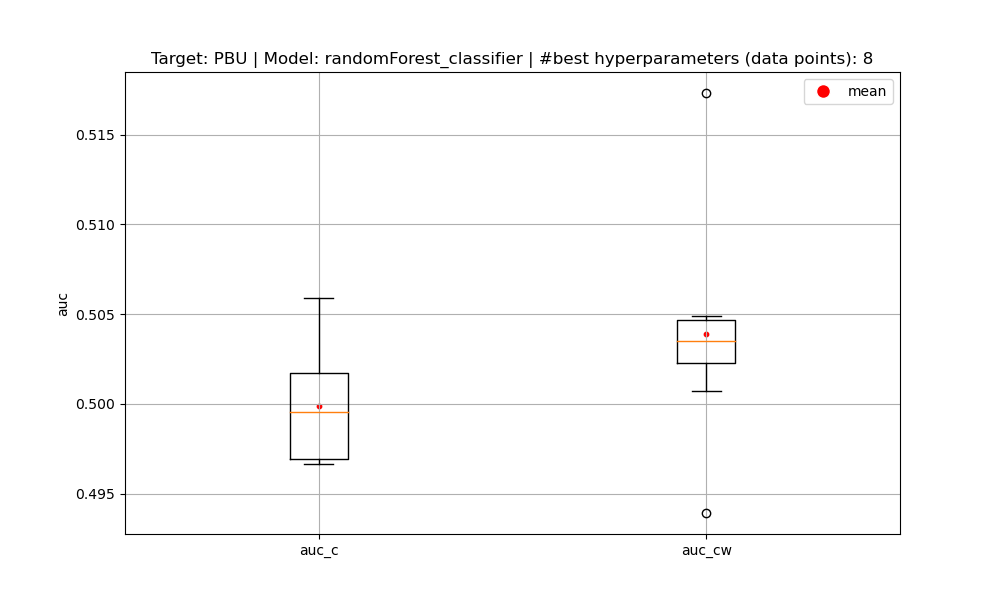 Target: PBU | Model: randomForest_classifier | #best hyperparameters (data points): 8
mean
0.515
0.510
0.505
0.500
0.495
auc
auc_c
auc_cw